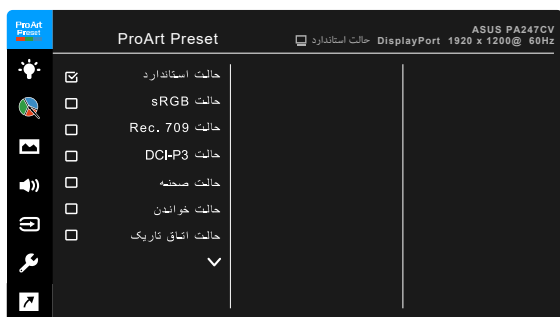 ProArt
Preset
ProArt Preset
ASUS PA247CV
حالت استاندارد DisplayPort 1920 x 1200@ 60Hz
حالت استاندارد
حالت sRGB
حالت Rec. 709
حالت DCI-P3
حالت صحنه
حالت خواندن
حالت اتاق تاریک